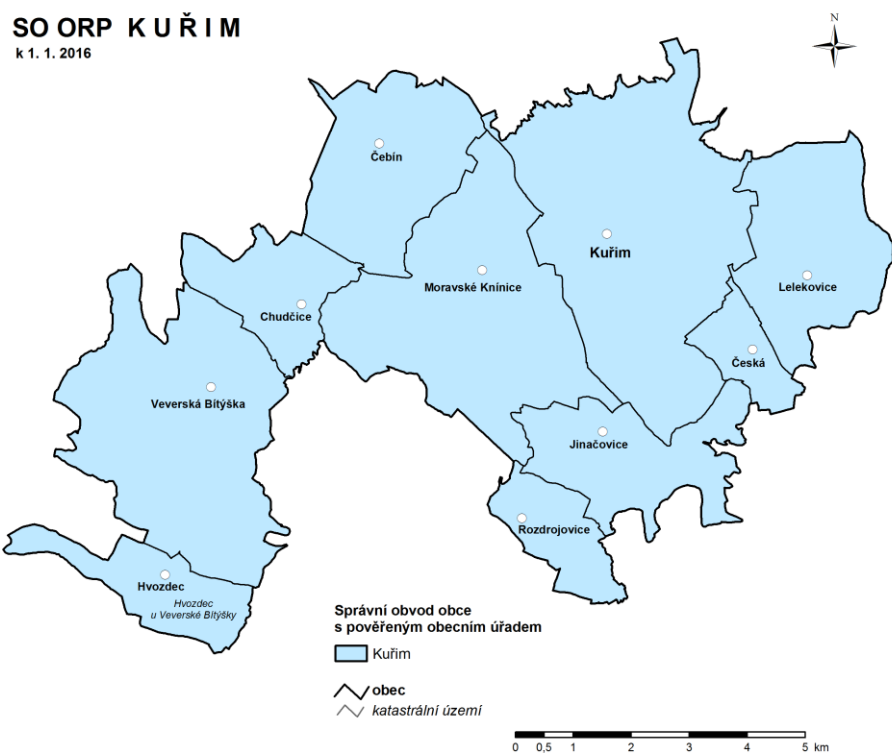 SO ORP K U Ř I M
k 1. 1. 2016
N
Čebín
Kuřim
Moravské Knínice
Lelekovice
Chudčice
Česká
Veverská Bítýška
Jinačovice
Rozdrojovice
Hvozdec
Hvozdec
u Veverské Bítýšky
Správní obvod obce
s pověřeným obecním úřadem
Kuřim
obec
katastrální území
0 0,5 1 2 3 4 5 km